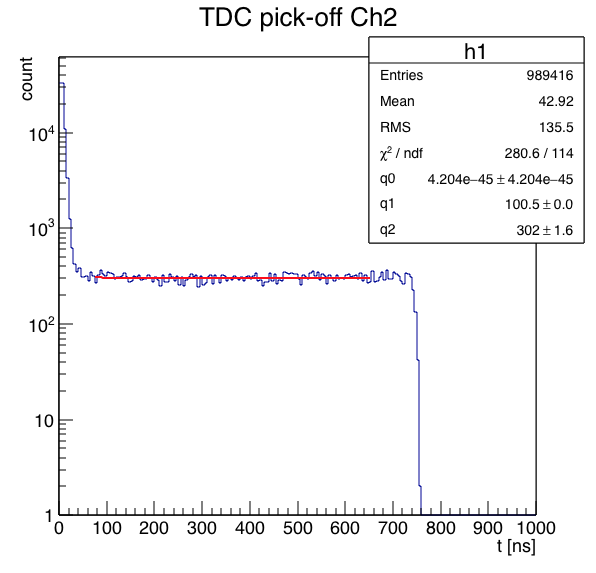 TDC pick-off Ch2
count
h1
Entries 989416
Mean 42.92
RMS 135.5
χ² / ndf 280.6 / 114
q0 4.204e−45 ± 4.204e−45
q1 100.5 ± 0.0
q2 302 ± 1.6
10⁴
10³
10²
10
1
0 100 200 300 400 500 600 700 800 900 1000
t [ns]